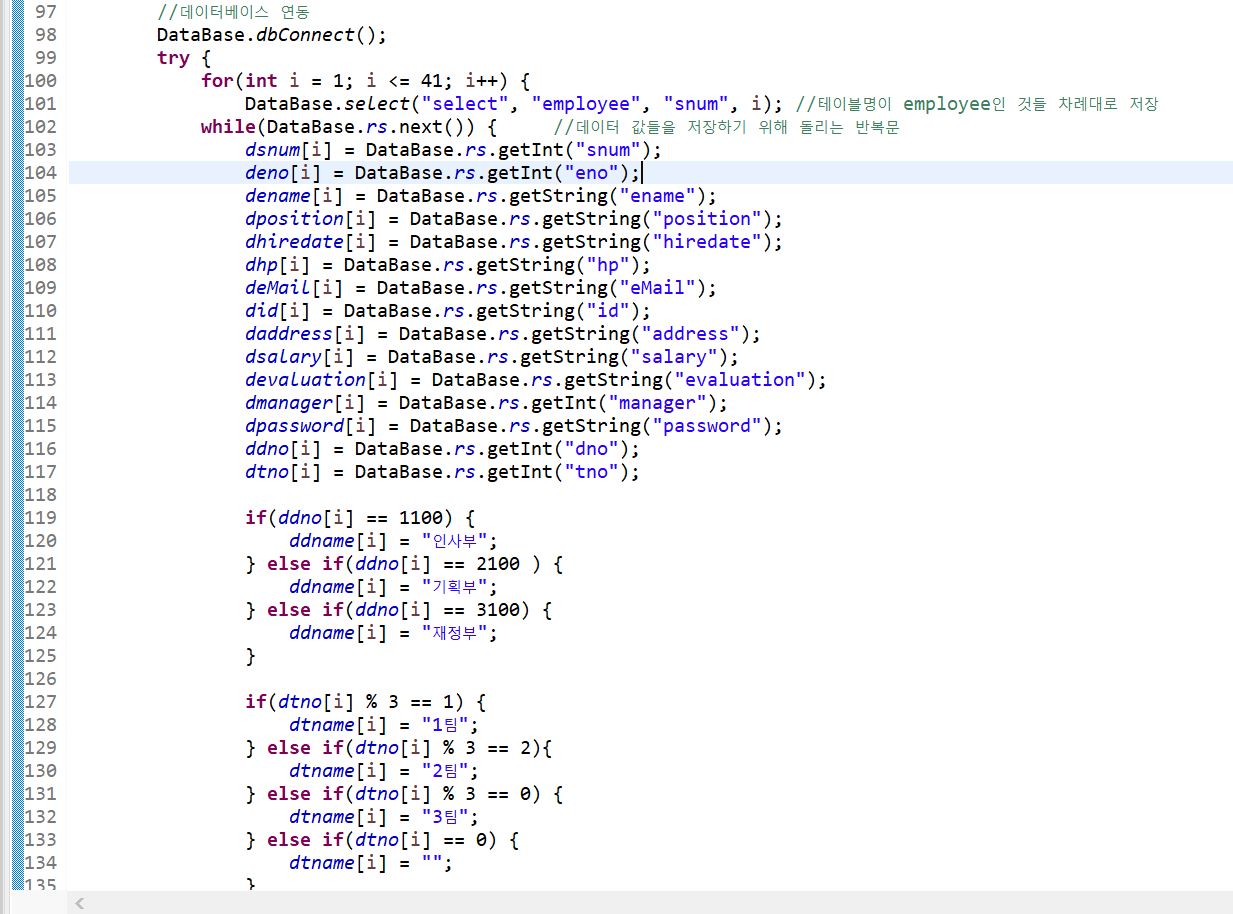 97 //데이터베이스 연동
98 DataBase.dbConnect();
99 try {
100 for(int i = 1; i <= 41; i++) {
101 DataBase.select("select", "employee", "snum", i); //테이블명이 employee인 것들 차례대로 저장
102 while(DataBase.rs.next()) { //데이터 값들을 저장하기 위해 돌리는 반복문
103 dsnum[i] = DataBase.rs.getInt("snum");
104 deno[i] = DataBase.rs.getInt("eno");
105 dename[i] = DataBase.rs.getString("ename");
106 dposition[i] = DataBase.rs.getString("position");
107 dhiredate[i] = DataBase.rs.getString("hiredate");
108 dhp[i] = DataBase.rs.getString("hp");
109 deMail[i] = DataBase.rs.getString("eMail");
110 did[i] = DataBase.rs.getString("id");
111 daddress[i] = DataBase.rs.getString("address");
112 dsalary[i] = DataBase.rs.getString("salary");
113 devaluation[i] = DataBase.rs.getString("evaluation");
114 dmanager[i] = DataBase.rs.getInt("manager");
115 dpassword[i] = DataBase.rs.getString("password");
116 ddno[i] = DataBase.rs.getInt("dno");
117 dtno[i] = DataBase.rs.getInt("tno");
118
119 if(ddno[i] == 1100) {
120 ddname[i] = "인사부";
121 } else if(ddno[i] == 2100 ) {
122 ddname[i] = "기획부";
123 } else if(ddno[i] == 3100) {
124 ddname[i] = "재정부";
125 }
126
127 if(dtno[i] % 3 == 1) {
128 dtname[i] = "1팀";
129 } else if(dtno[i] % 3 == 2){
130 dtname[i] = "2팀";
131 } else if(dtno[i] % 3 == 0) {
132 dtname[i] = "3팀";
133 } else if(dtno[i] == 0) {
134 dtname[i] = "";
135 }